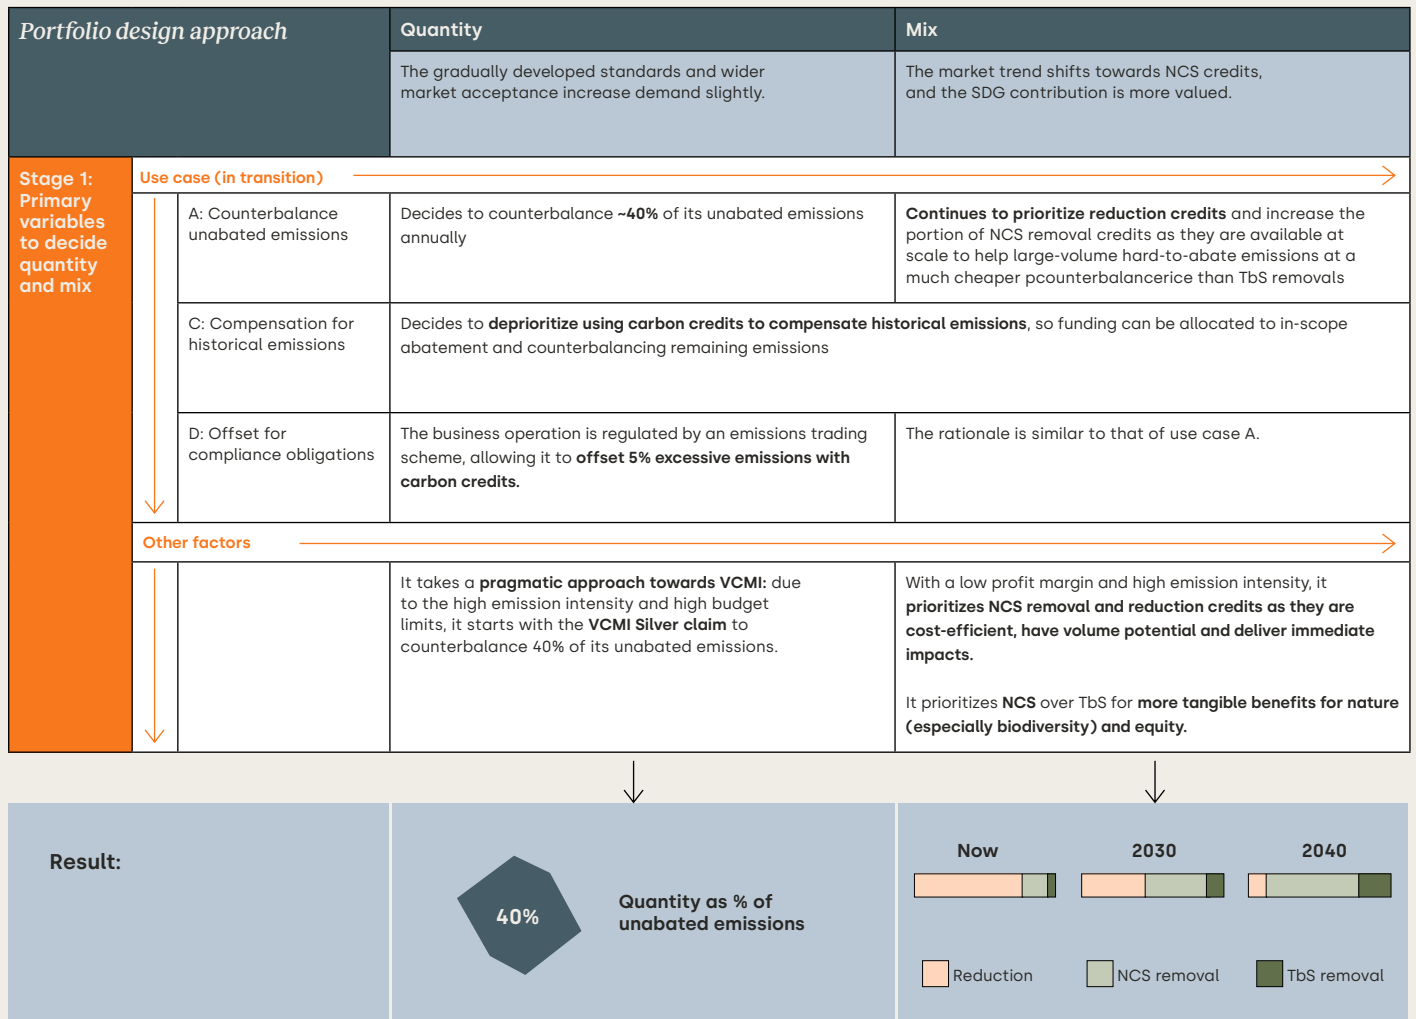 Portfolio design approach
Quantity
Mix
The gradually developed standards and wider
market acceptance increase demand slightly.
The market trend shifts towards NCS credits,
and the SDG contribution is more valued.
Stage 1:
Primary
variables
to decide
quantity
and mix
Use case (in transition)
A: Counterbalance
unabated emissions
Decides to counterbalance ~40% of its unabated emissions
annually
Continues to prioritize reduction credits and increase the
portion of NCS removal credits as they are available at
scale to help large-volume hard-to-abate emissions at a
much cheaper pcounterbalancerice than TbS removals
C: Compensation for
historical emissions
Decides to deprioritize using carbon credits to compensate historical emissions, so funding can be allocated to in-scope
abatement and counterbalancing remaining emissions
D: Offset for
compliance obligations
The business operation is regulated by an emissions trading
scheme, allowing it to offset 5% excessive emissions with
carbon credits.
The rationale is similar to that of use case A.
Other factors
It takes a pragmatic approach towards VCMI: due
to the high emission intensity and high budget
limits, it starts with the VCMI Silver claim to
counterbalance 40% of its unabated emissions.
With a low profit margin and high emission intensity, it
prioritizes NCS removal and reduction credits as they are
cost-efficient, have volume potential and deliver immediate
impacts.
It prioritizes NCS over TbS for more tangible benefits for nature
(especially biodiversity) and equity.
Result:
40%
Quantity as % of
unabated emissions
Now
2030
2040
Reduction
NCS removal
TbS removal